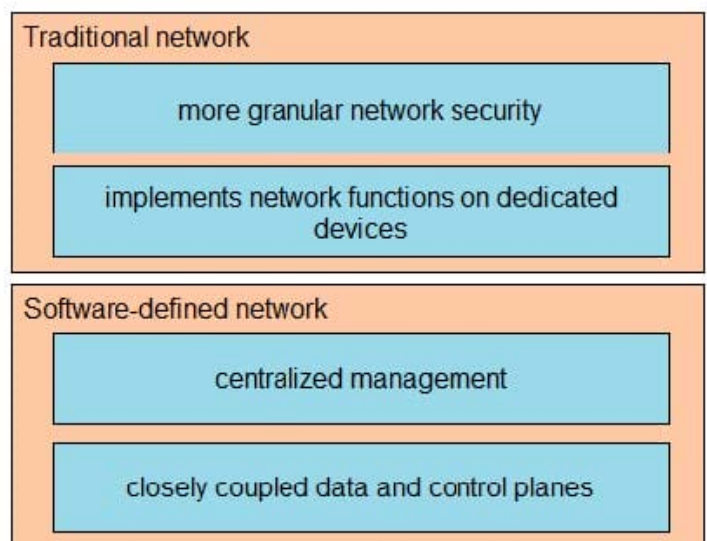 Traditional network
more granular network security
implements network functions on dedicated
devices
Software-defined network
centralized management
closely coupled data and control planes